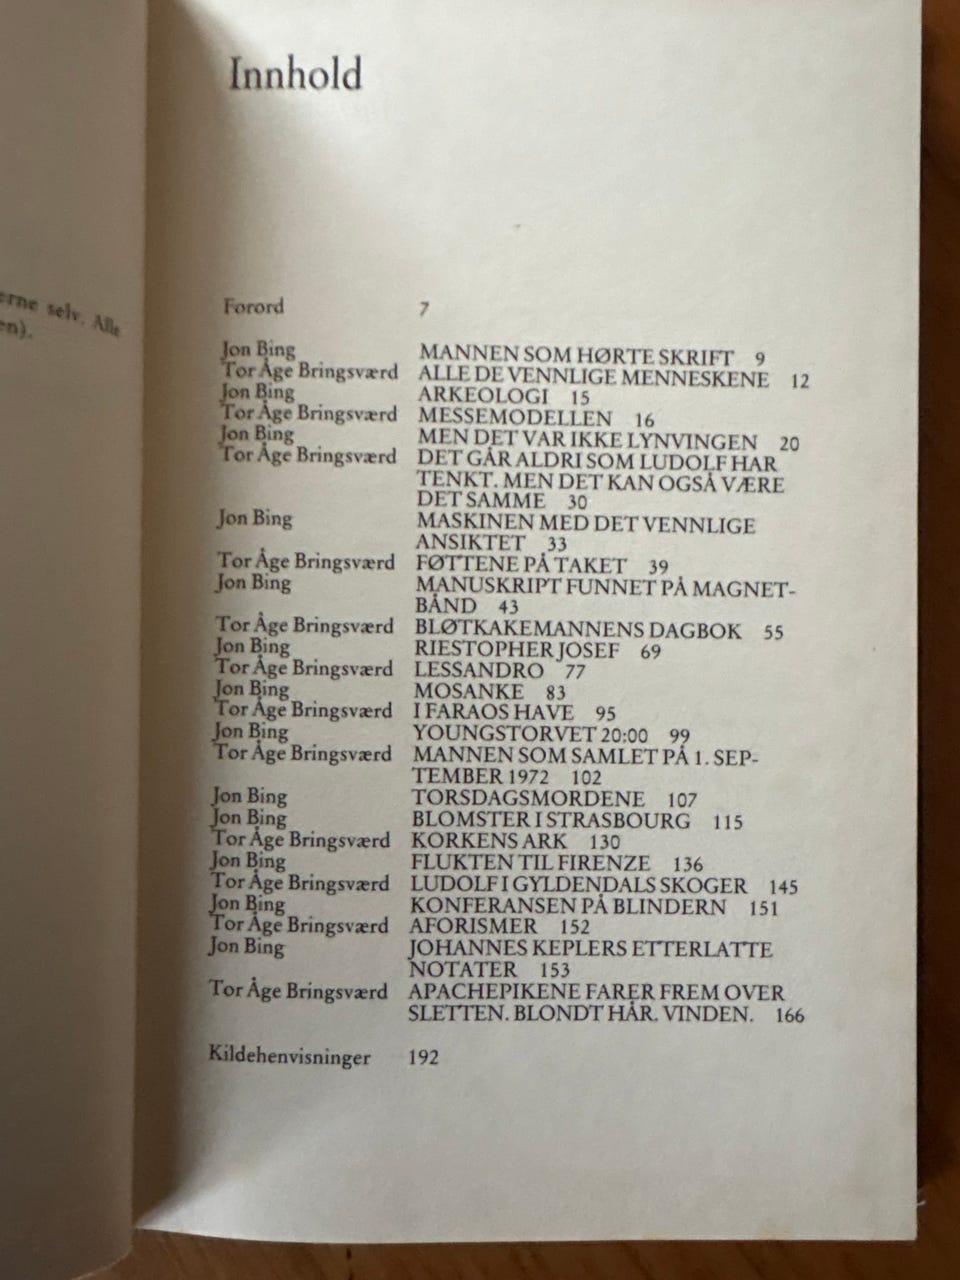 erne selv. Alle
en).
Innhold
Forord 7
Jon Bing MANNEN SOM HØRTE SKRIFT 9
Tor Åge Bringsværd ALLE DE VENNLIGE MENNESKENE 12
Jon Bing ARKEOLOGI 15
Tor Åge Bringsværd MESSEMODELLEN 16
Jon Bing MEN DET VAR IKKE LYNVINGEN 20
Tor Åge Bringsværd DET GÅR ALDRI SOM LUDOLF HAR
TENKT. MEN DET KAN OGSÅ VÆRE
DET SAMME 30
Jon Bing MASKINEN MED DET VENNLIGE
ANSIKTET 33
Tor Åge Bringsværd FØTTENE PÅ TAKET 39
Jon Bing MANUSKRIPT FUNNET PÅ MAGNET-
BÅND 43
Tor Åge Bringsværd BLØTKAKEMANNENS DAGBOK 55
Jon Bing RIESTOPHER JOSEF 69
Tor Åge Bringsværd LESSANDRO 77
Jon Bing MOSANKE 83
Tor Åge Bringsværd I FARAOS HAVE 95
Jon Bing YOUNGSTORVET 20:00 99
Tor Åge Bringsværd MANNEN SOM SAMLET PÅ 1. SEP-
TEMBER 1972 102
Jon Bing TORSDAGSMORDENE 107
Jon Bing BLOMSTER I STRASBOURG 115
Tor Åge Bringsværd KORKENS ARK 130
Jon Bing FLUKTEN TIL FIRENZE 136
Tor Åge Bringsværd LUDOLF I GYLDENDALS SKOGER 145
Jon Bing KONFERANSEN PÅ BLINDERN 151
Tor Åge Bringsværd AFORISMER 152
Jon Bing JOHANNES KEPLERS ETTERLATTE
NOTATER 153
Tor Åge Bringsværd APACHEPIKENE FARER FREM OVER
SLETTEN. BLONDT HÅR. VINDEN. 166
Kildehenvisninger 192